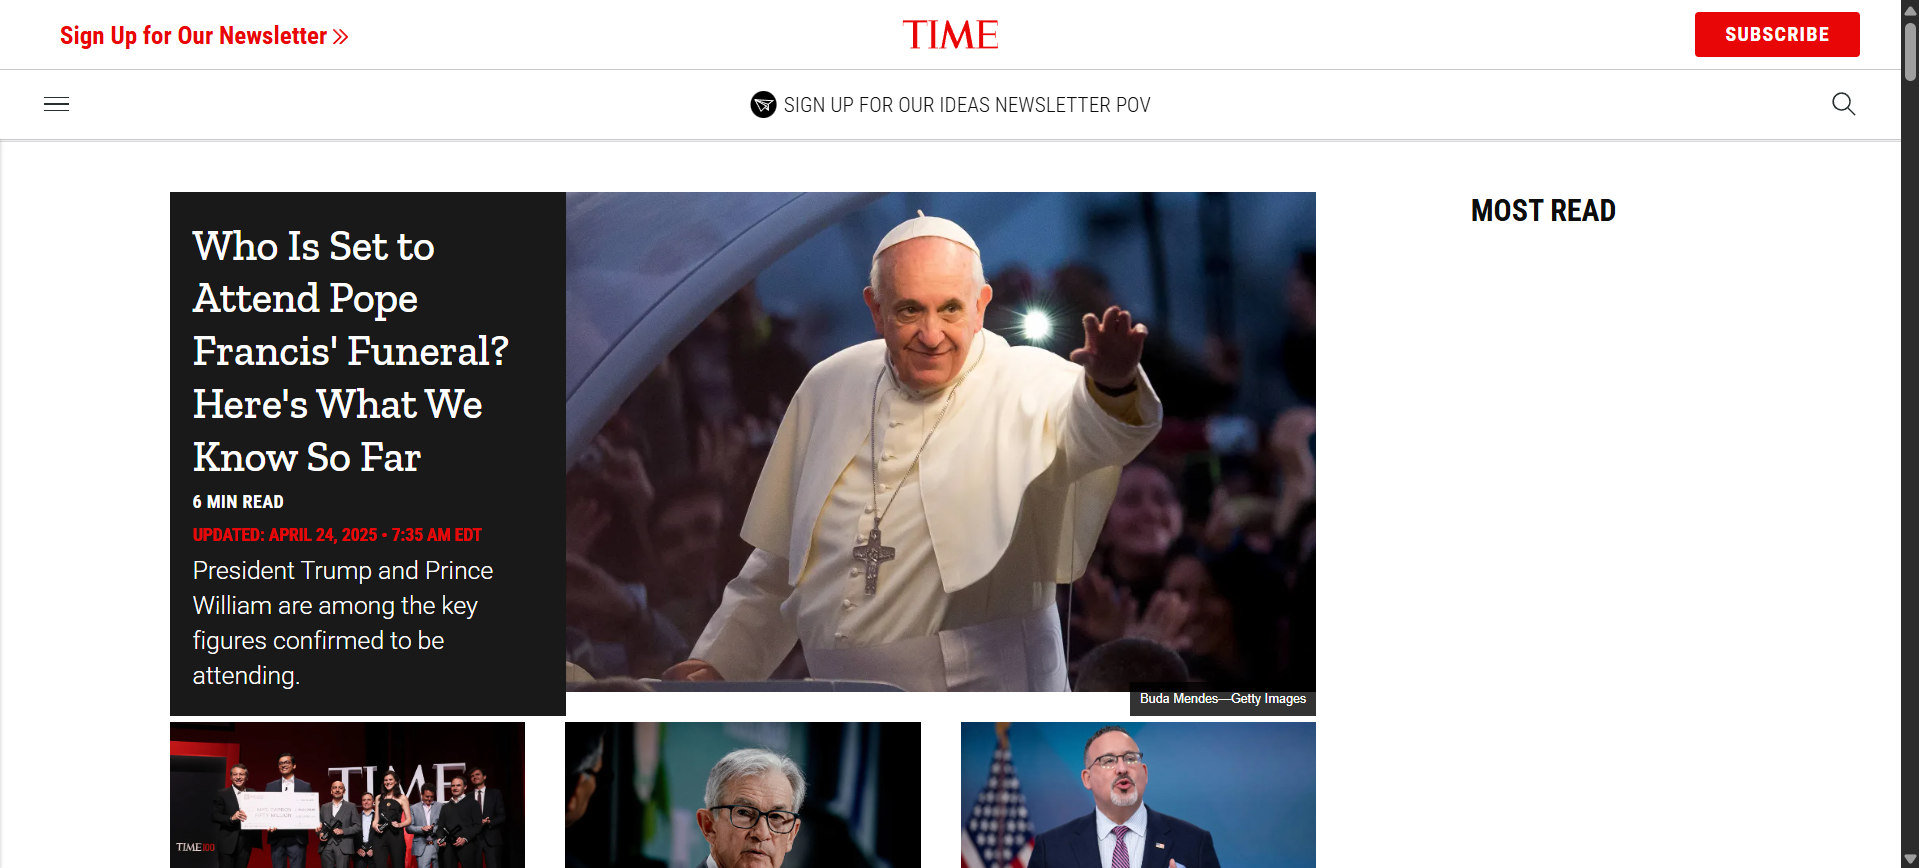 Sign Up for Our Newsletter
TIME
SUBSCRIBE
SIGN UP FOR OUR IDEAS NEWSLETTER POV
Who Is Set to
Attend Pope
Francis' Funeral?
Here's What We
Know So Far
6 MIN READ
UPDATED: APRIL 24, 2025 • 7:35 AM EDT
President Trump and Prince
William are among the key
figures confirmed to be
attending.
Buda Mendes—Getty Images
MOST READ
TIME
TIME100